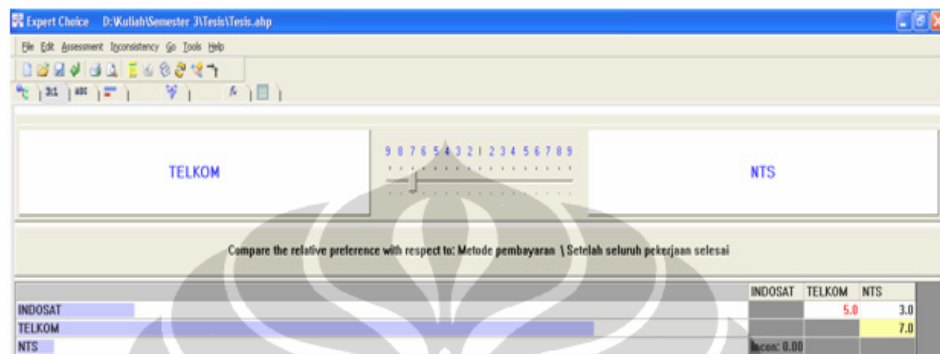 Expert Choice D:\Kuliah\Semester 3\Tesis\Tesis.ahp
File Edit Assessment Inconsistency Go Tools Help
3:1 ABC
9 8 7 6 5 4 3 2 1 2 3 4 5 6 7 8 9
TELKOM NTS
Compare the relative preference with respect to: Metode pembayaran \ Setelah seluruh pekerjaan selesai
INDOSAT TELKOM NTS
INDOSAT 5.0 3.0
TELKOM 7.0
NTS Incon: 0.00